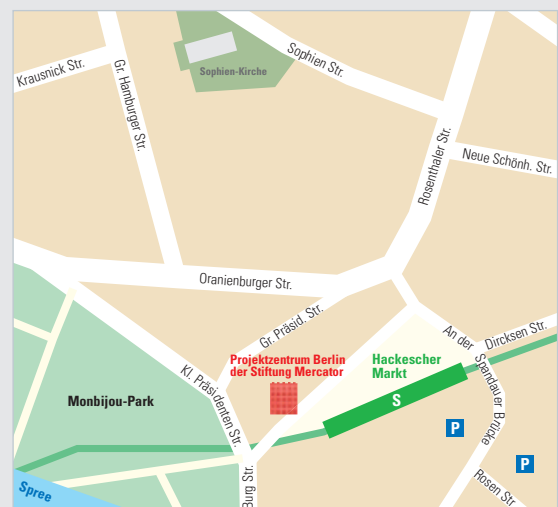 Sophien Str.
Krausnick Str.
Gr. Hamburger Str.
Sophien-Kirche
Rosenthaler Str.
Neue Schönh. Str.
Oranienburger Str.
Gr. Präsid. Str.
An der Spandauer Brücke
Dircksen Str.
Projektzentrum Berlin
der Stiftung Mercator
Hackescher
Markt
Kl. Präsidenten Str.
Monbijou-Park
S
P
P
Rosen Str.
Burg Str.
Spree